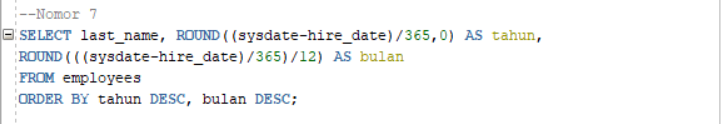 --Nomor 7
SELECT last_name, ROUND((sysdate-hire_date)/365,0) AS tahun,
ROUND(((sysdate-hire_date)/365)/12) AS bulan
FROM employees
ORDER BY tahun DESC, bulan DESC;